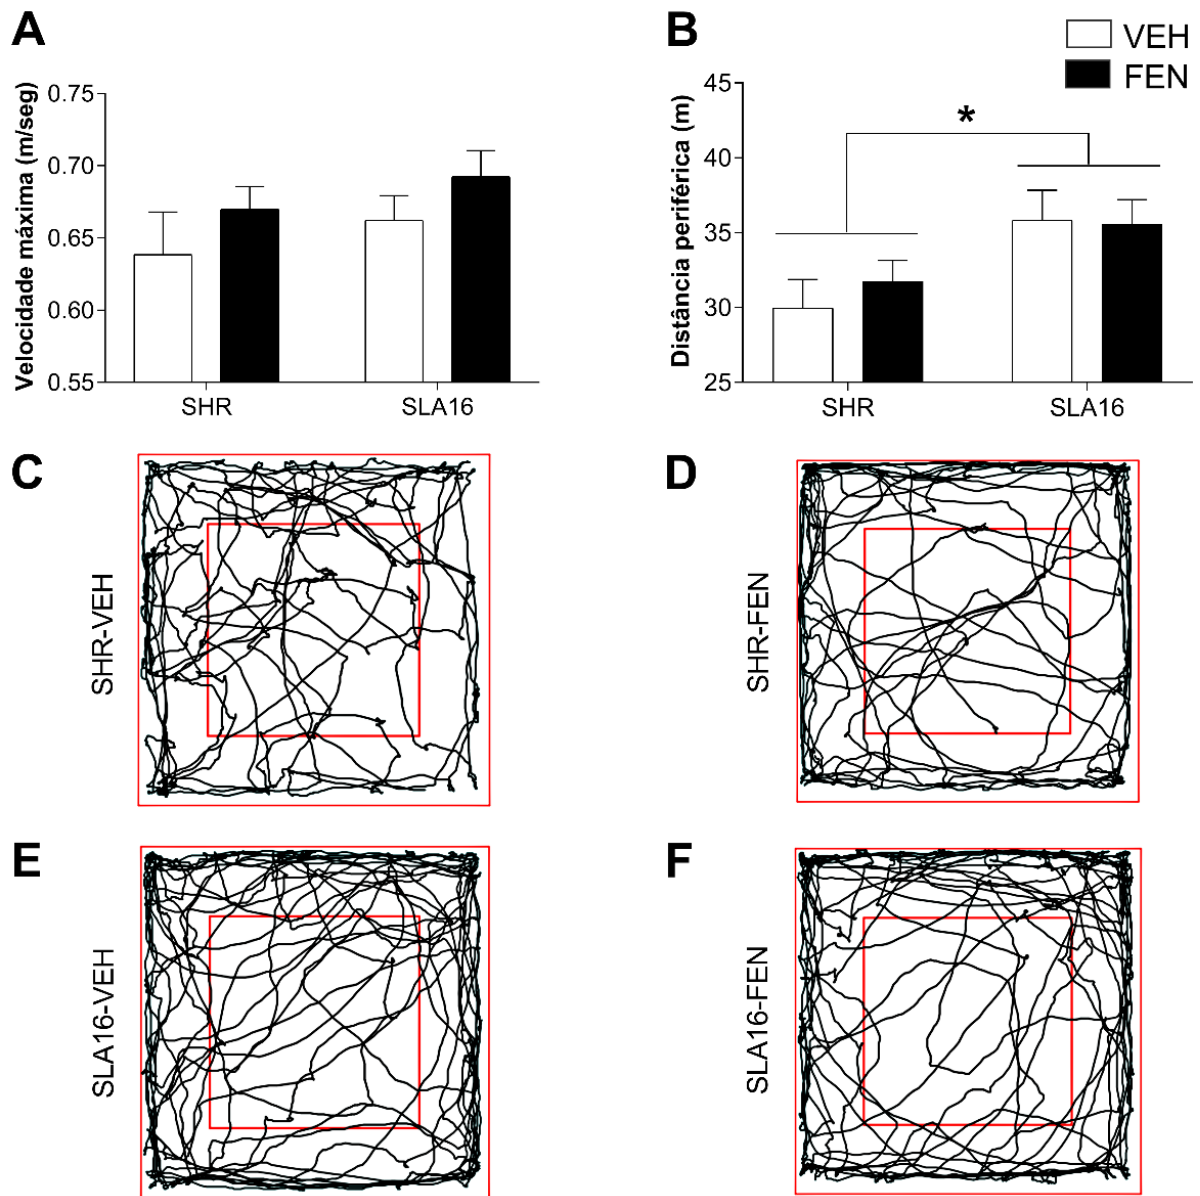 A
Velocidade máxima (m/seg)
0.75
0.70
0.65
0.60
0.55
SHR
SLA16
B
VEH
FEN
Distância periférica (m)
45
40
35
30
25
*
SHR
SLA16
C
SHR-VEH
D
SHR-FEN
E
SLA16-VEH
F
SLA16-FEN